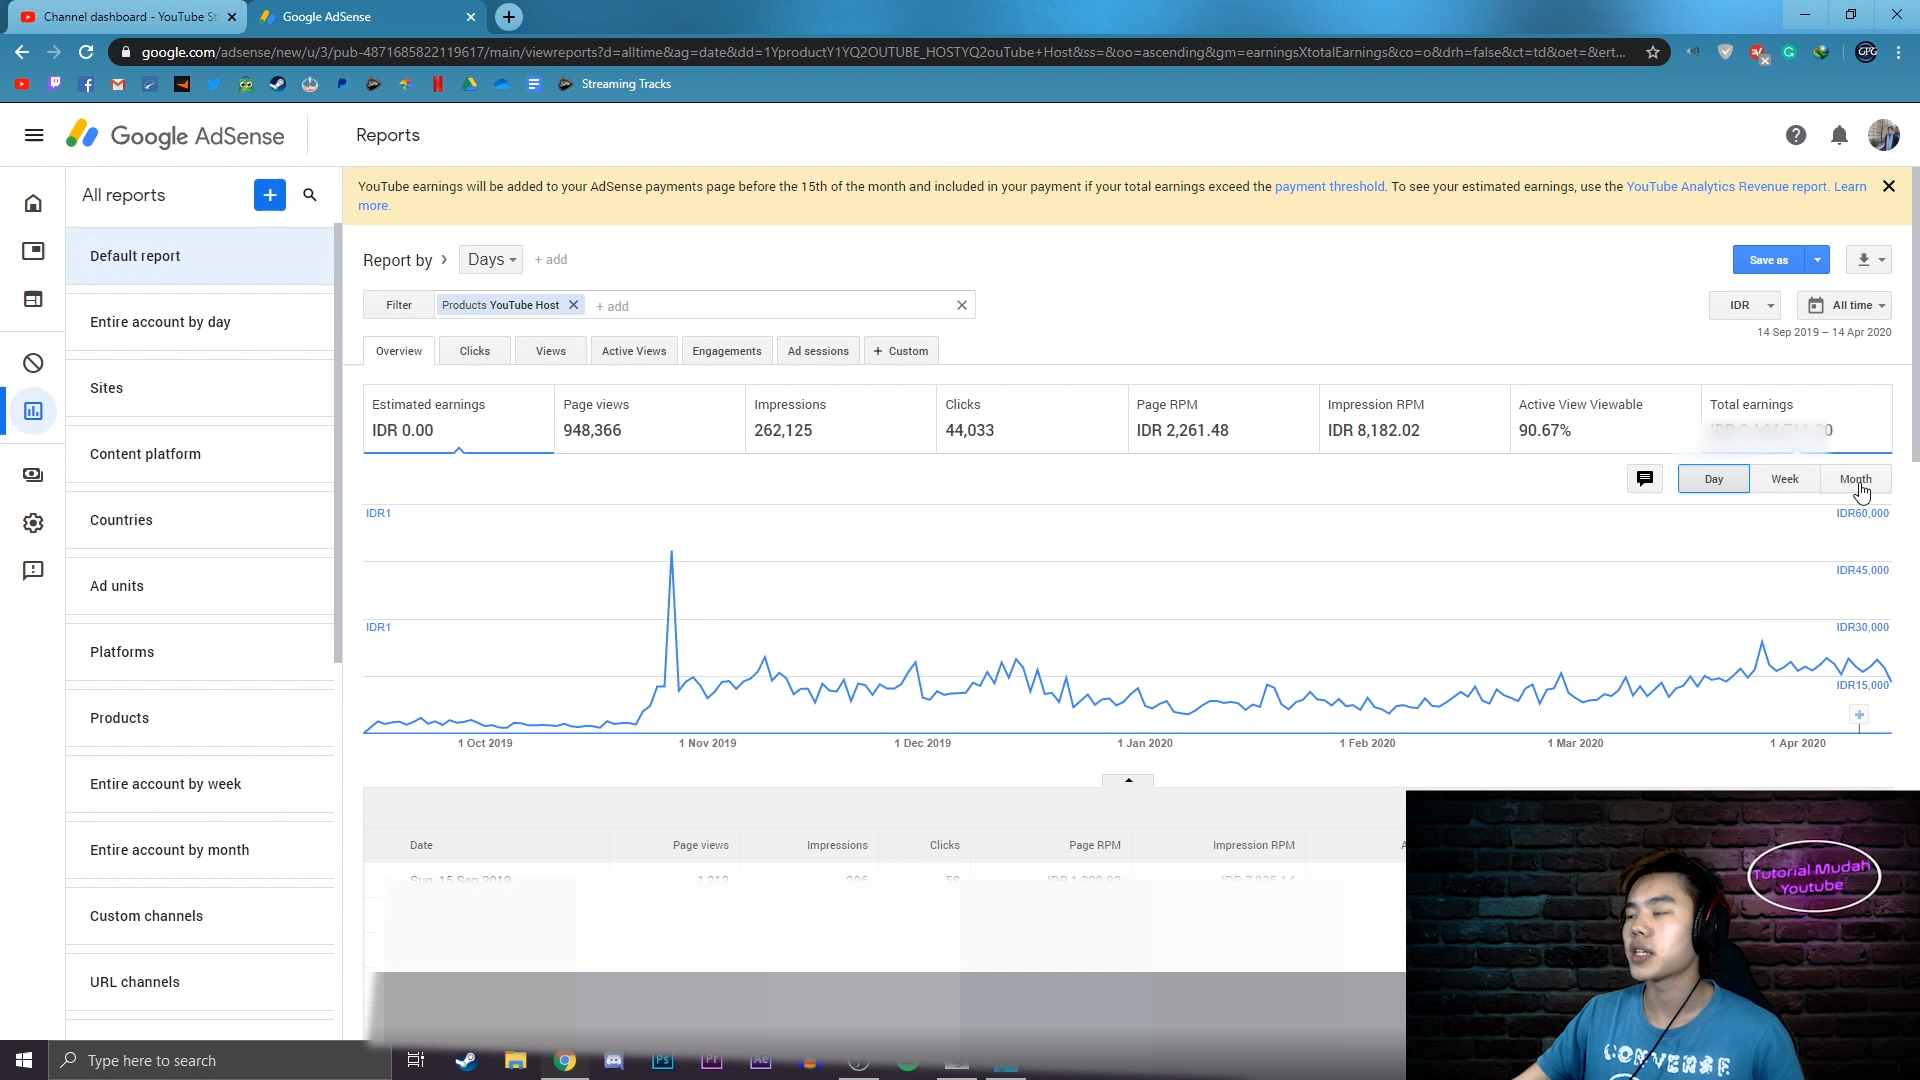 Channel dashboard - YouTube St
Google AdSense
google.com/adsense/new/u/3/pub-4871685822119617/main/viewreports?d=alltime&ag=date&dd=1YproductY1YQ2OUTUBE_HOSTYQ2ouTube+Host&ss=&oo=ascending&gm=earningsXtotalEarnings&co=o&drh=false&ct=td&oet=&ert...
Streaming Tracks
Google AdSense
Reports
All reports
YouTube earnings will be added to your AdSense payments page before the 15th of the month and included in your payment if your total earnings exceed the payment threshold. To see your estimated earnings, use the YouTube Analytics Revenue report. Learn
more.
Default report
Entire account by day
Sites
Content platform
Countries
Ad units
Platforms
Products
Entire account by week
Entire account by month
Custom channels
URL channels
Report by
Days
+ add
Save as
Filter
Products YouTube Host
+ add
IDR
All time
14 Sep 2019 – 14 Apr 2020
Overview
Clicks
Views
Active Views
Engagements
Ad sessions
+ Custom
Estimated earnings
IDR 0.00
Page views
948,366
Impressions
262,125
Clicks
44,033
Page RPM
IDR 2,261.48
Impression RPM
IDR 8,182.02
Active View Viewable
90.67%
Total earnings
Day
Week
Month
IDR1
IDR60,000
IDR45,000
IDR1
IDR30,000
IDR15,000
1 Oct 2019
1 Nov 2019
1 Dec 2019
1 Jan 2020
1 Feb 2020
1 Mar 2020
1 Apr 2020
Date
Page views
Impressions
Clicks
Page RPM
Impression RPM
Sun, 15 Sep 2019
Tutorial Mudah
Youtube
CONVERSE
Type here to search
Ps
Pr
Ae